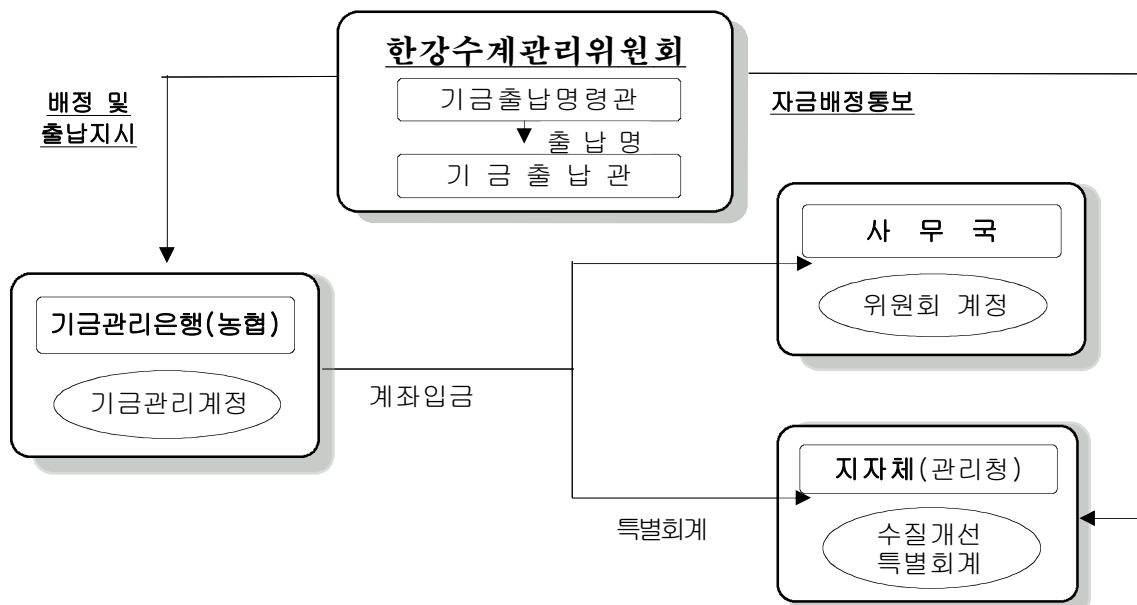 한강수계관리위원회
기금출납명령관
출 납 명
기 금 출 납 관
배정 및
출납지시
자금배정통보
사 무 국
위원회 계정
기금관리은행(농협)
기금관리계정
계좌입금
지자체(관리청)
특별회계
수질개선
특별회계